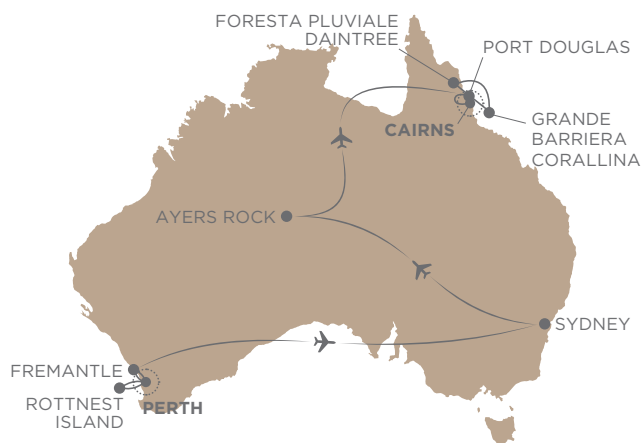 FORESTA PLUVIALE
DAINTREE
PORT DOUGLAS
CAIRNS
GRANDE
BARRIERA
CORALLINA
AYERS ROCK
SYDNEY
FREMANTLE
ROTTNEST
ISLAND
PERTH